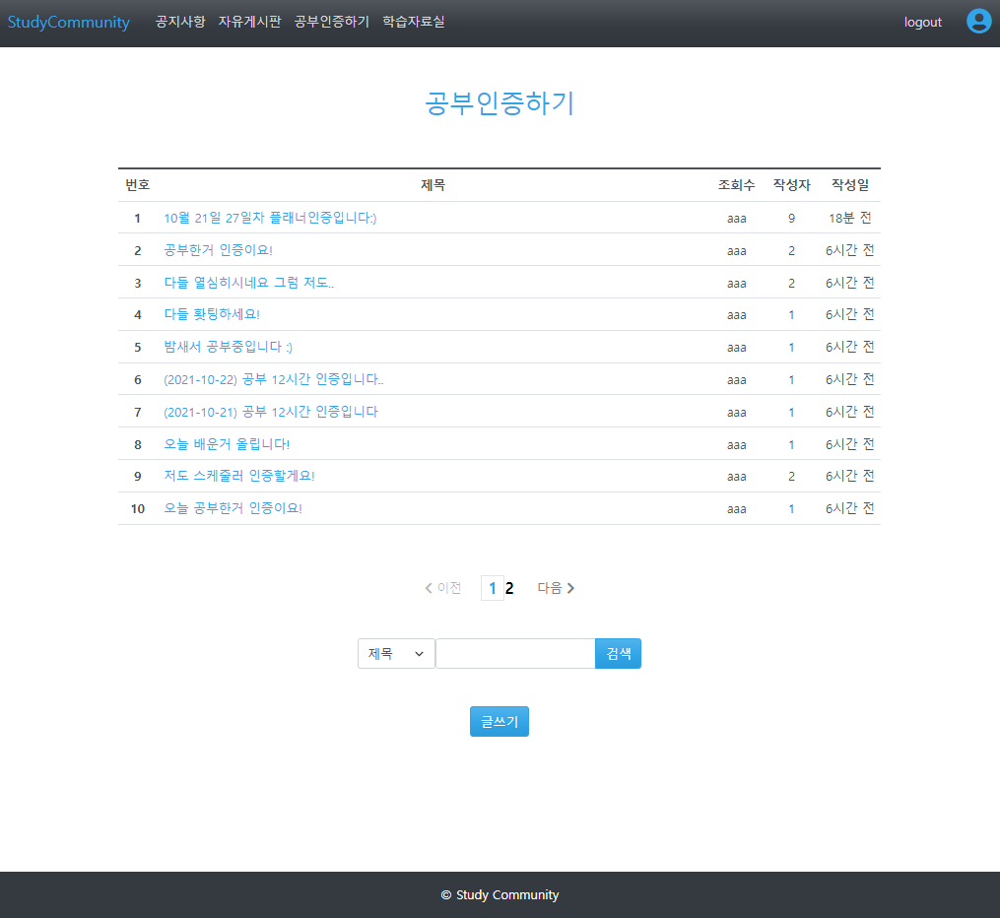 StudyCommunity 공지사항 자유게시판 공부인증하기 학습자료실 logout
공부인증하기
번호 제목 조회수 작성자 작성일
1 10월 21일 27일차 플래너인증입니다:) aaa 9 18분 전
2 공부한거 인증이요! aaa 2 6시간 전
3 다들 열심히시네요 그럼 저도.. aaa 2 6시간 전
4 다들 홧팅하세요! aaa 1 6시간 전
5 밤새서 공부중입니다 :) aaa 1 6시간 전
6 (2021-10-22) 공부 12시간 인증입니다.. aaa 1 6시간 전
7 (2021-10-21) 공부 12시간 인증입니다 aaa 1 6시간 전
8 오늘 배운거 올립니다! aaa 1 6시간 전
9 저도 스케줄러 인증할게요! aaa 2 6시간 전
10 오늘 공부한거 인증이요! aaa 1 6시간 전
이전 1 2 다음
제목 검색
글쓰기
© Study Community